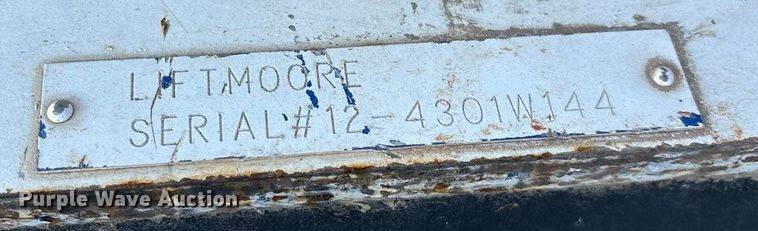 LIFTMOORE
SERIAL#12-4301W144
Purple Wave Auction